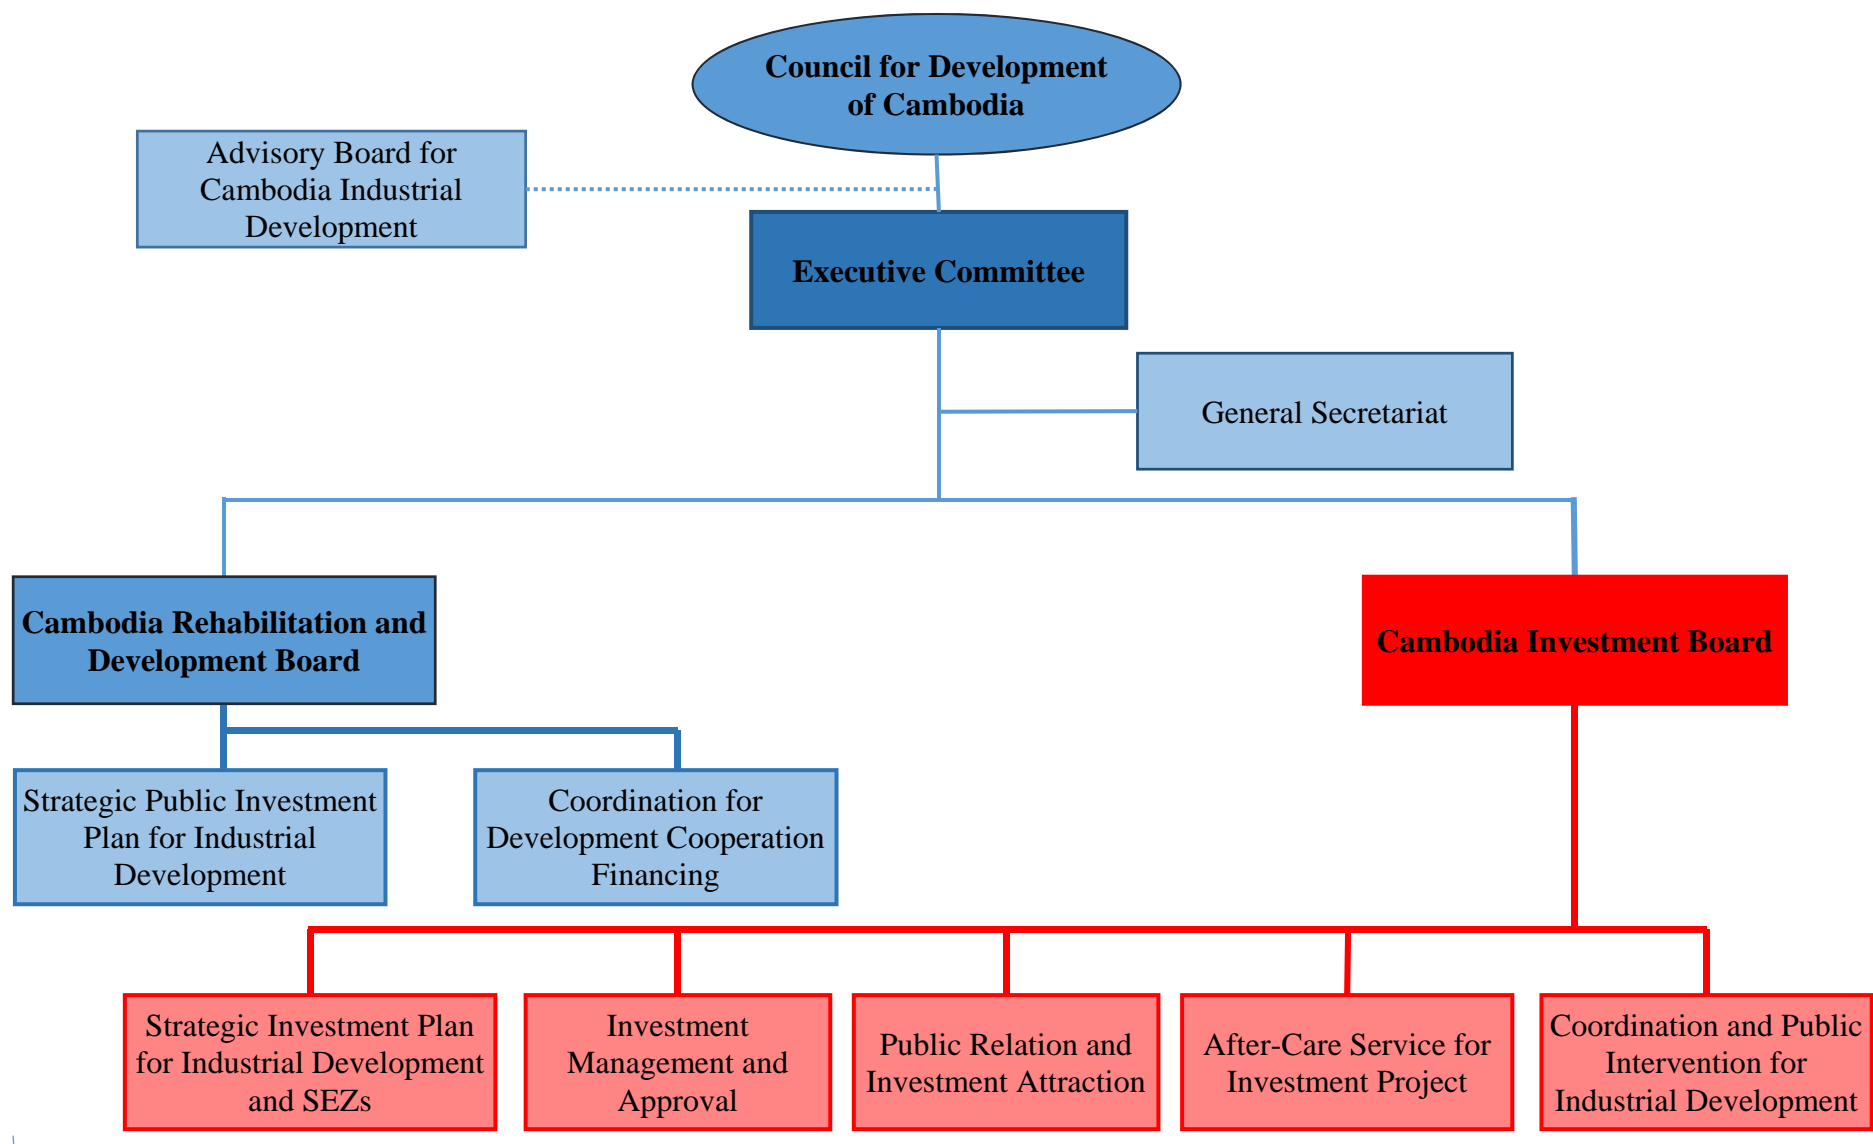 Council for Development
of Cambodia
Advisory Board for
Cambodia Industrial
Development
Executive Committee
General Secretariat
Cambodia Rehabilitation and
Development Board
Cambodia Investment Board
Strategic Public Investment
Plan for Industrial
Development
Coordination for
Development Cooperation
Financing
Strategic Investment Plan
for Industrial Development
and SEZs
Investment
Management and
Approval
Public Relation and
Investment Attraction
After-Care Service for
Investment Project
Coordination and Public
Intervention for
Industrial Development